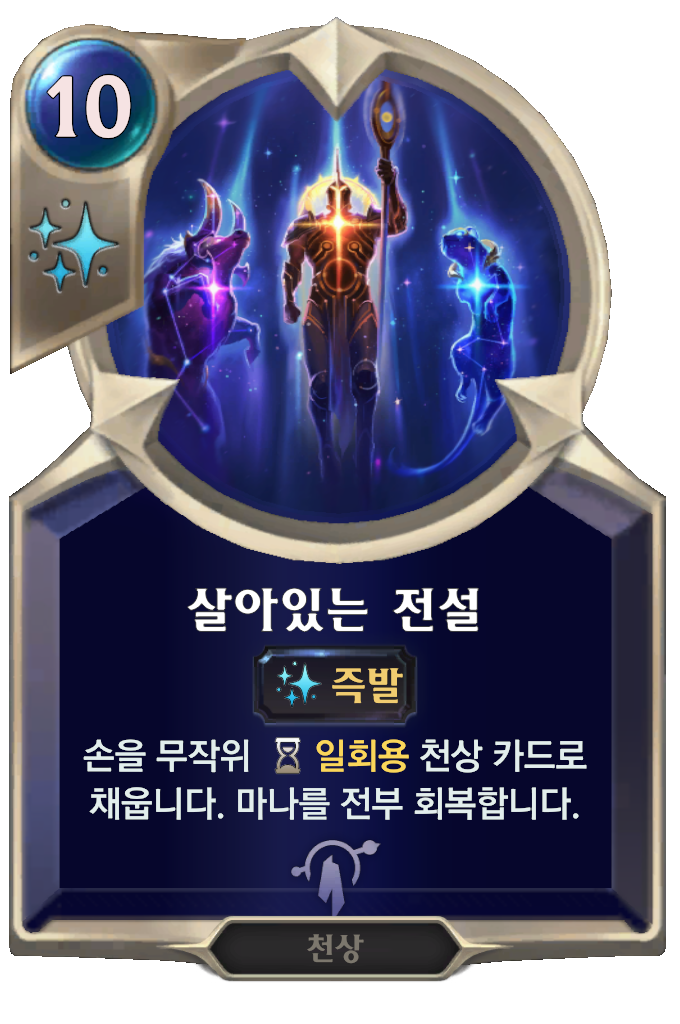 10
살아있는 전설
즉발
손을 무작위 일회용 천상 카드로
채웁니다. 마나를 전부 회복합니다.
천상